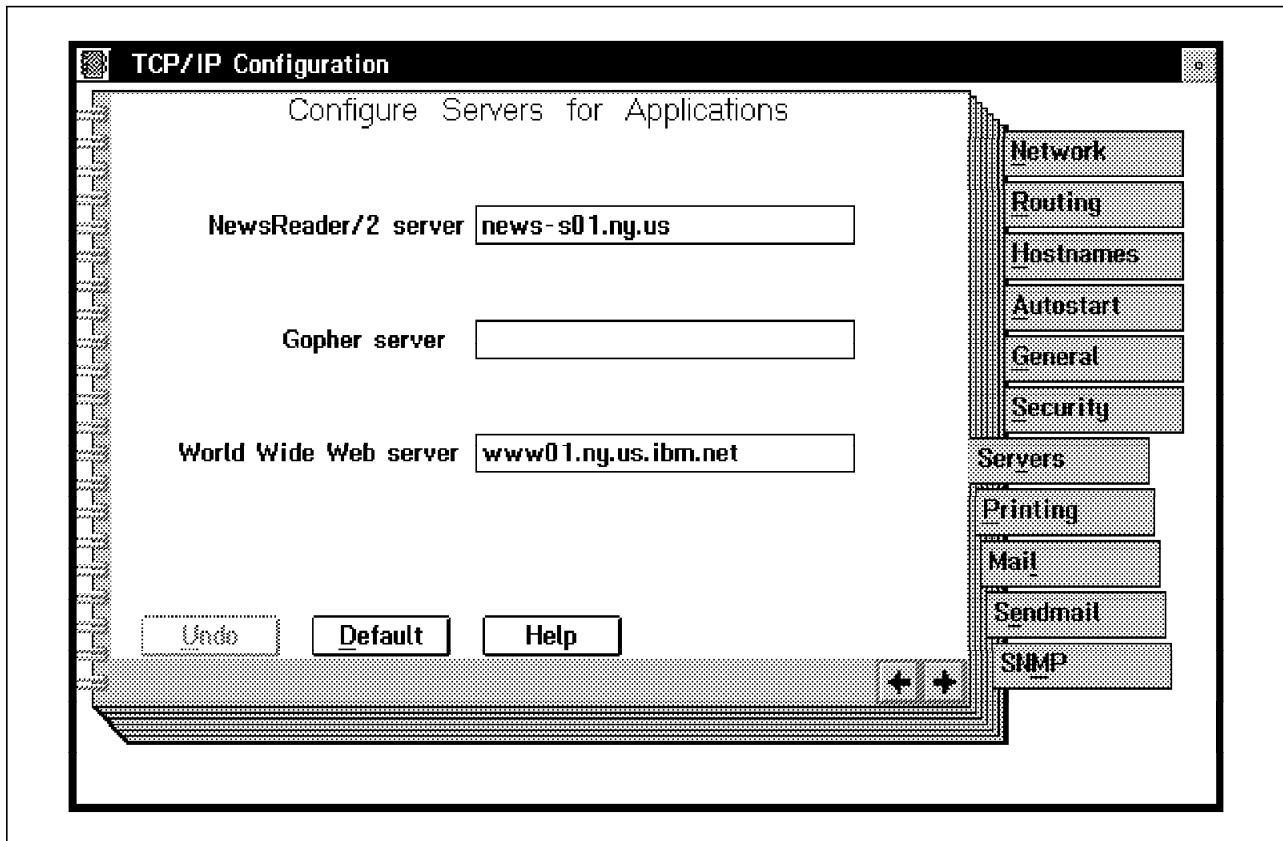 TCP/IP Configuration
Configure Servers for Applications
NewsReader/2 server news-s01.ny.us
Gopher server
World Wide Web server www01.ny.us.ibm.net
Undo Default Help
Network
Routing
Hostnames
Autostart
General
Security
Servers
Printing
Mail
Sendmail
SNMP